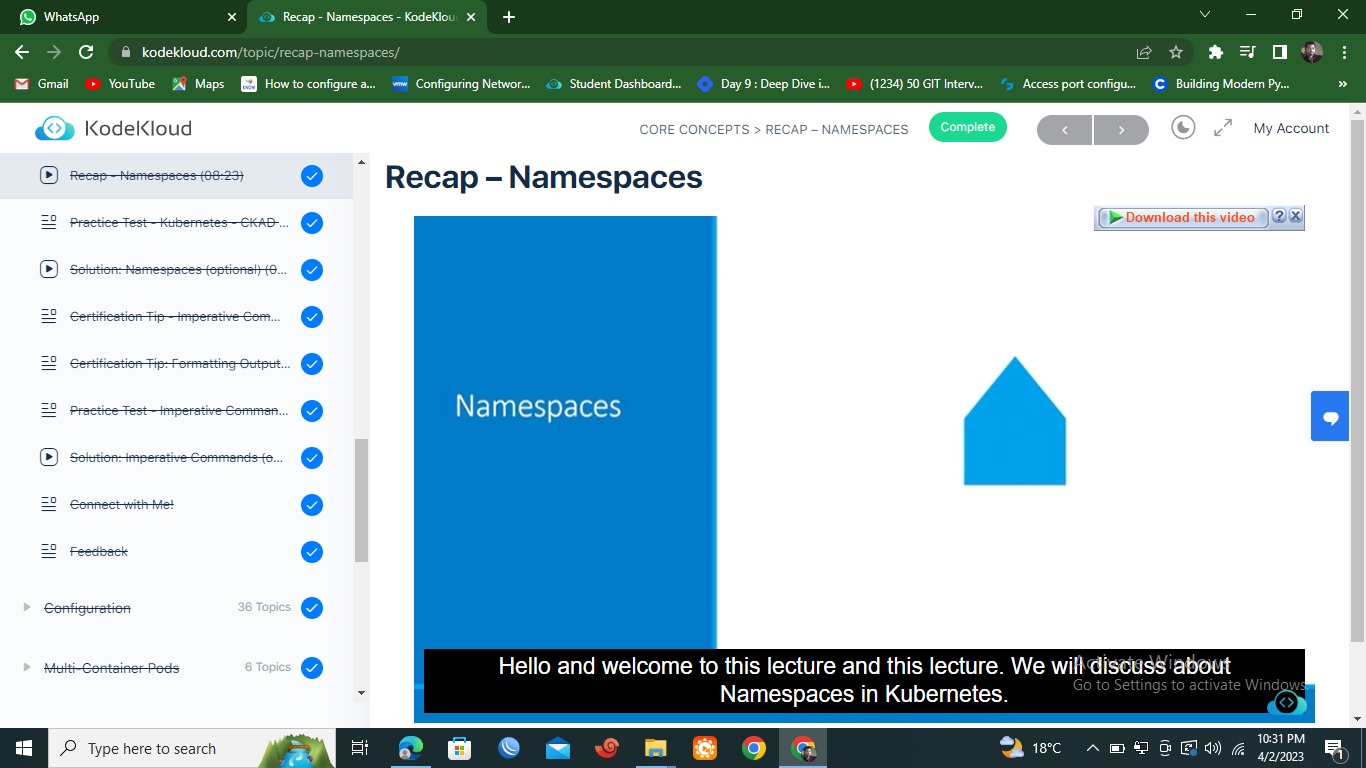 WhatsApp
Recap - Namespaces - KodeKlou
kodekloud.com/topic/recap-namespaces/
Gmail
YouTube
Maps
How to configure a...
Configuring Networ...
Student Dashboard...
Day 9 : Deep Dive i...
(1234) 50 GIT Interv...
Access port configu...
Building Modern Py...
KodeKloud
CORE CONCEPTS > RECAP – NAMESPACES
Complete
My Account
Recap - Namespaces (08:23)
Practice Test - Kubernetes - CKAD ...
Solution: Namespaces (optional) (0...
Certification Tip - Imperative Com...
Certification Tip: Formatting Output...
Practice Test - Imperative Comman...
Solution: Imperative Commands (o...
Connect with Me!
Feedback
Configuration
36 Topics
Multi-Container Pods
6 Topics
Recap – Namespaces
Download this video
Namespaces
Hello and welcome to this lecture and this lecture. We will discuss about
Namespaces in Kubernetes.
Activate Windows
Go to Settings to activate Windows.
Type here to search
18°C
10:31 PM
4/2/2023
1